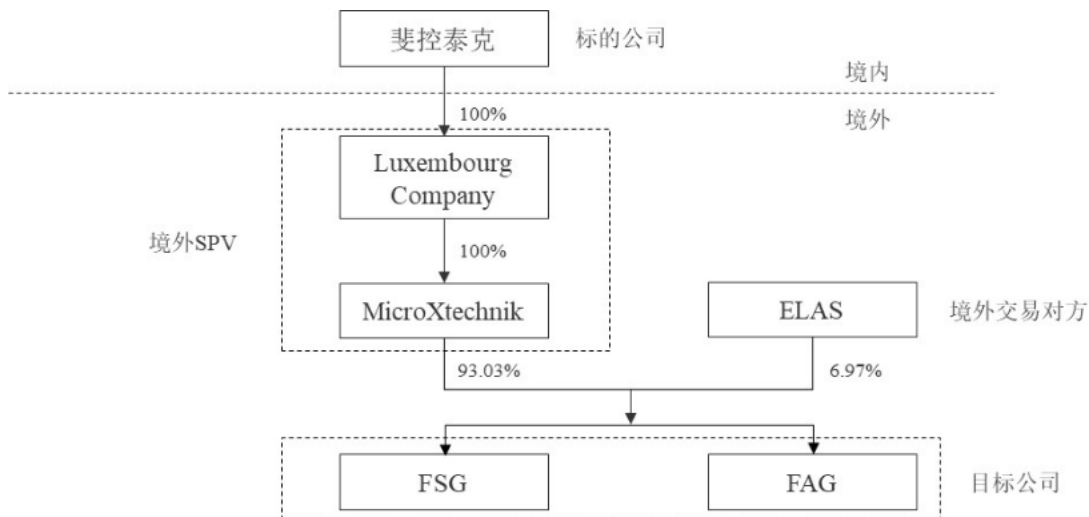 斐控泰克
标的公司
境内
100%
境外
Luxembourg
Company
境外SPV
100%
MicroXtechnik
ELAS
境外交易对方
93.03%
6.97%
FSG
FAG
目标公司